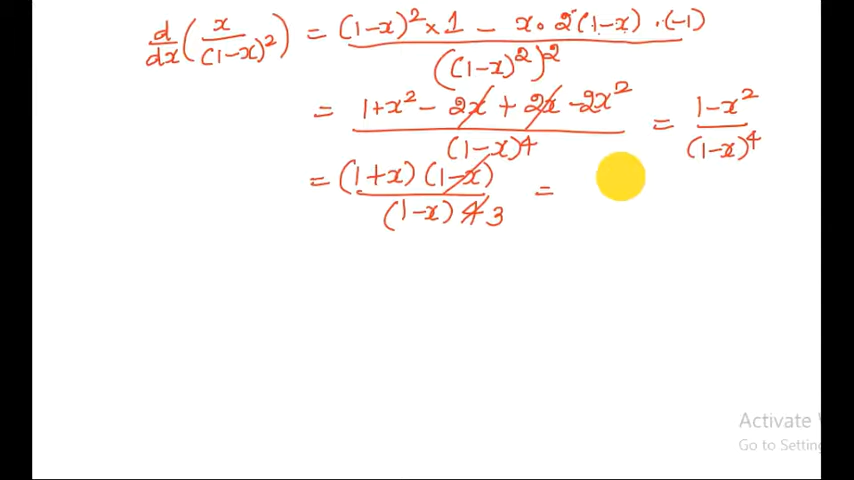 d/dx (x/(1-x)²) = ((1-x)² × 1 - x · 2(1-x) · (-1))/((1-x)²)²
= (1+x² - 2x + 2x - 2x²)/(1-x)⁴ = (1-x²)/(1-x)⁴
= ((1+x)(1-x))/((1-x) 4 3) =
Activate
Go to Settin